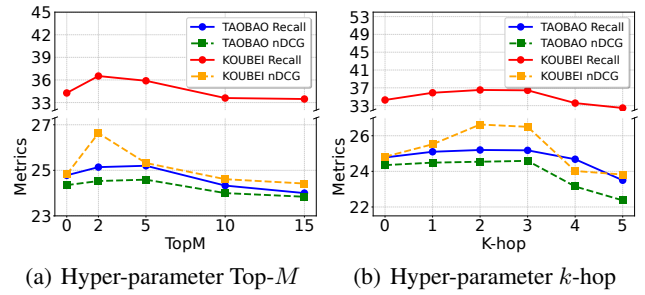 45
42
39
36
33
27
25
23
Metrics
TAOBAO Recall
TAOBAO nDCG
KOUBEI Recall
KOUBEI nDCG
0 2 5 10 15
TopM
(a) Hyper-parameter Top-M
53
49
45
41
37
33
26
24
22
Metrics
TAOBAO Recall
TAOBAO nDCG
KOUBEI Recall
KOUBEI nDCG
0 1 2 3 4 5
K-hop
(b) Hyper-parameter k-hop